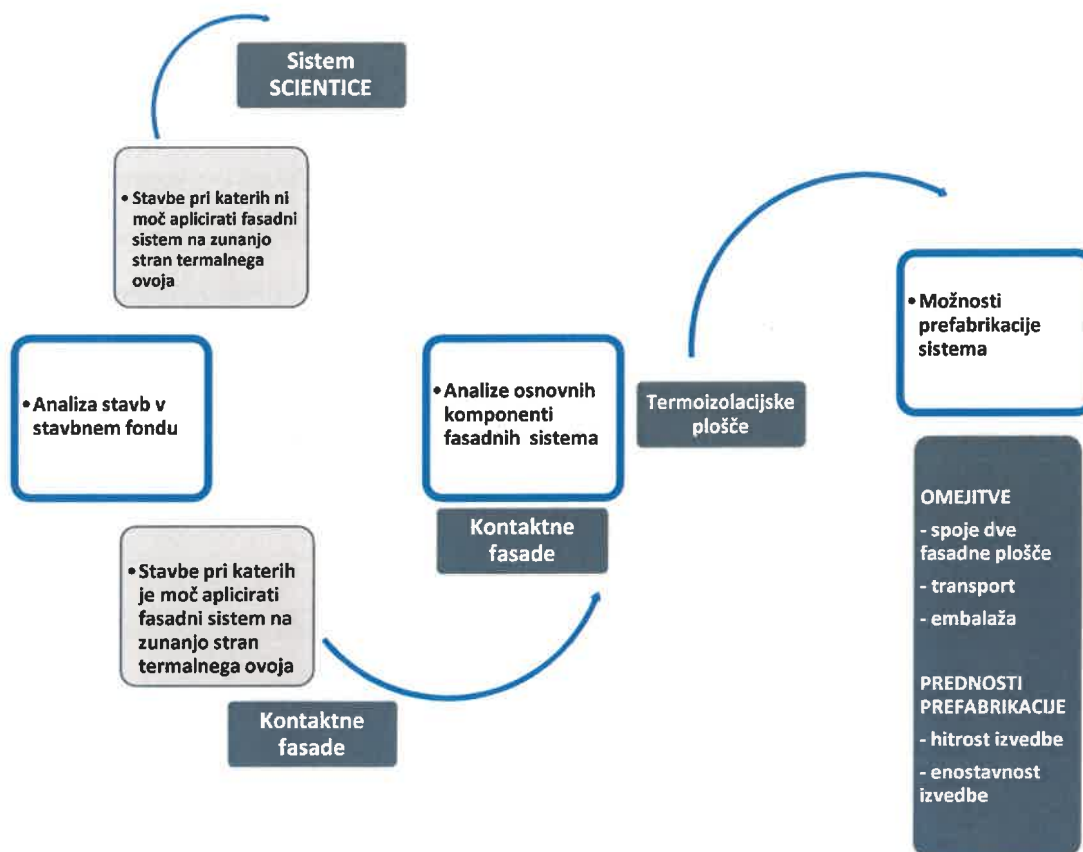 Sistem
SCIENTICE
• Stavbe pri katerih ni
moč aplicirati fasadni
sistem na zunanjo
stran termalnega
ovoja
• Analiza stavb v
stavbnem fondu
• Stavbe pri katerih
je moč aplicirati
fasadni sistem na
zunanjo stran
termalnega ovoja
Kontaktne
fasade
• Analize osnovnih
komponenti
fasadnih sistema
Kontaktne
fasade
Termoizolacijske
plošče
• Možnosti
prefabrikacije
sistema
OMEJITVE
- spoje dve
fasadne plošče
- transport
- embalaža
PREDNOSTI
PREFABRIKACIJE
- hitrost izvedbe
- enostavnost
izvedbe